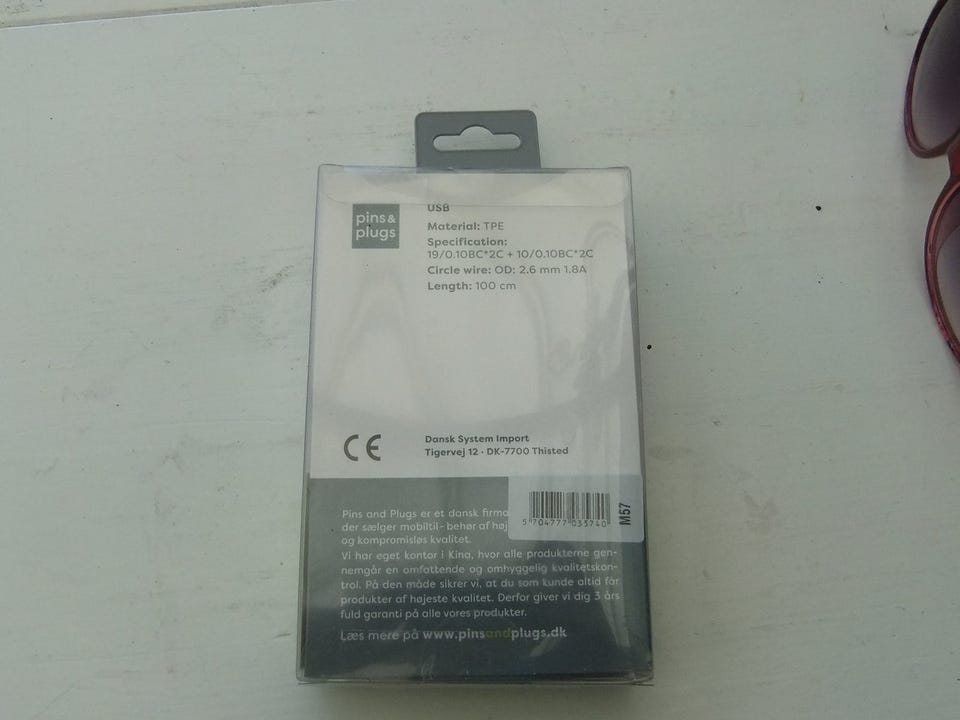 pins&
plugs
USB
Material: TPE
Specification:
19/0.10BC*2C + 10/0.10BC*2C
Circle wire: OD: 2.6 mm 1.8A
Length: 100 cm
CE
Dansk System Import
Tigervej 12 · DK-7700 Thisted
5 704777 035740
M57
Pins and Plugs er et dansk firma
der sælger mobiltil- behør af høj
og kompromisløs kvalitet.
Vi har eget kontor i Kina, hvor alle produkterne gen-
nemgår en omfattende og omhyggelig kvalitetskon-
trol. På den måde sikrer vi, at du som kunde altid får
produkter af højeste kvalitet. Derfor giver vi dig 3 års
fuld garanti på alle vores produkter.
Læs mere på www.pinsandplugs.dk